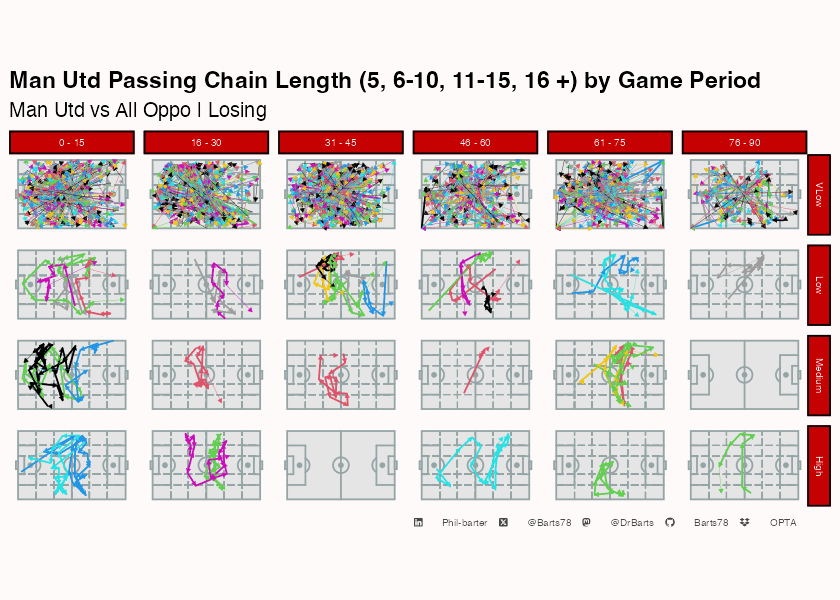 Man Utd Passing Chain Length (5, 6-10, 11-15, 16 +) by Game Period
Man Utd vs All Oppo I Losing
0 - 15 16 - 30 31 - 45 46 - 60 61 - 75 76 - 90
VLow
Low
Medium
High
Phil-barter @Barts78 @DrBarts Barts78 OPTA